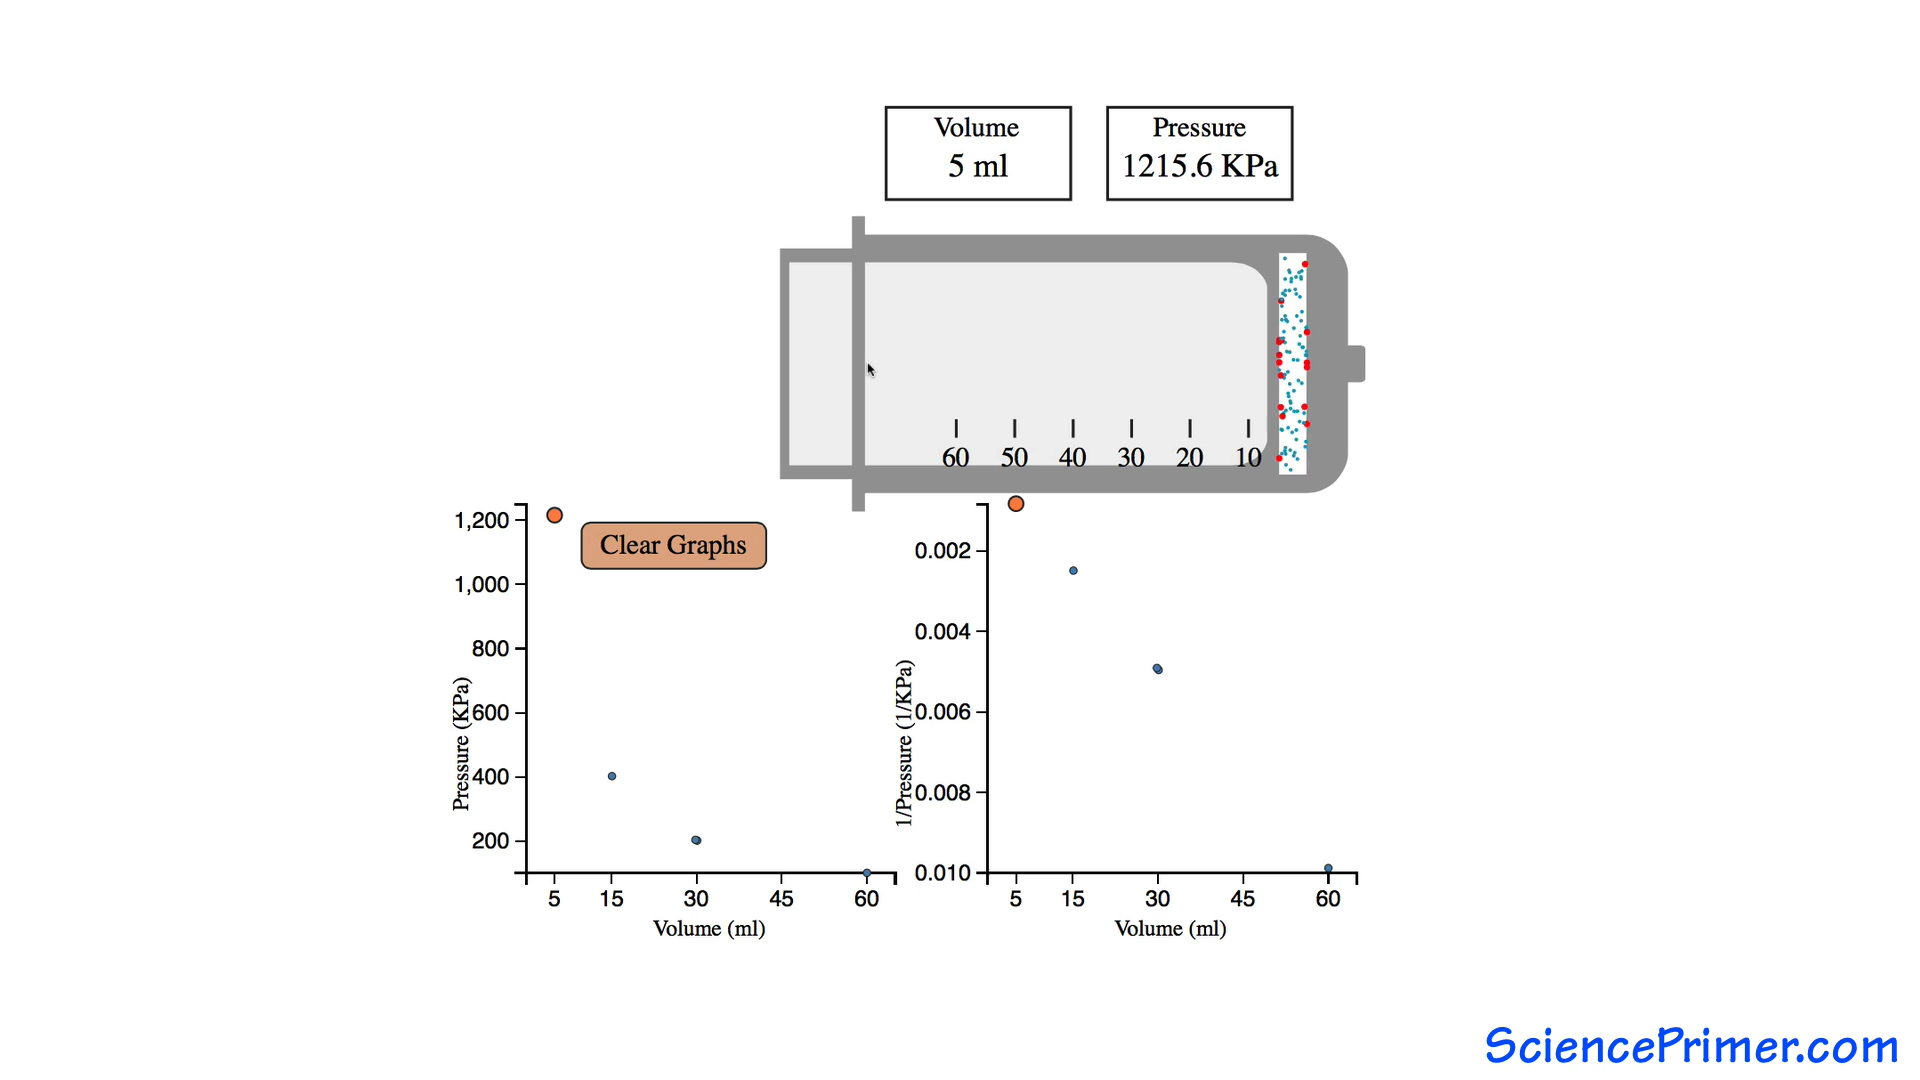 Volume
5 ml
Pressure
1215.6 KPa
60 50 40 30 20 10
Clear Graphs
1,200
1,000
800
600
400
200
Pressure (KPa)
5 15 30 45 60
Volume (ml)
0.002
0.004
0.006
0.008
0.010
1/Pressure (1/KPa)
5 15 30 45 60
Volume (ml)
SciencePrimer.com